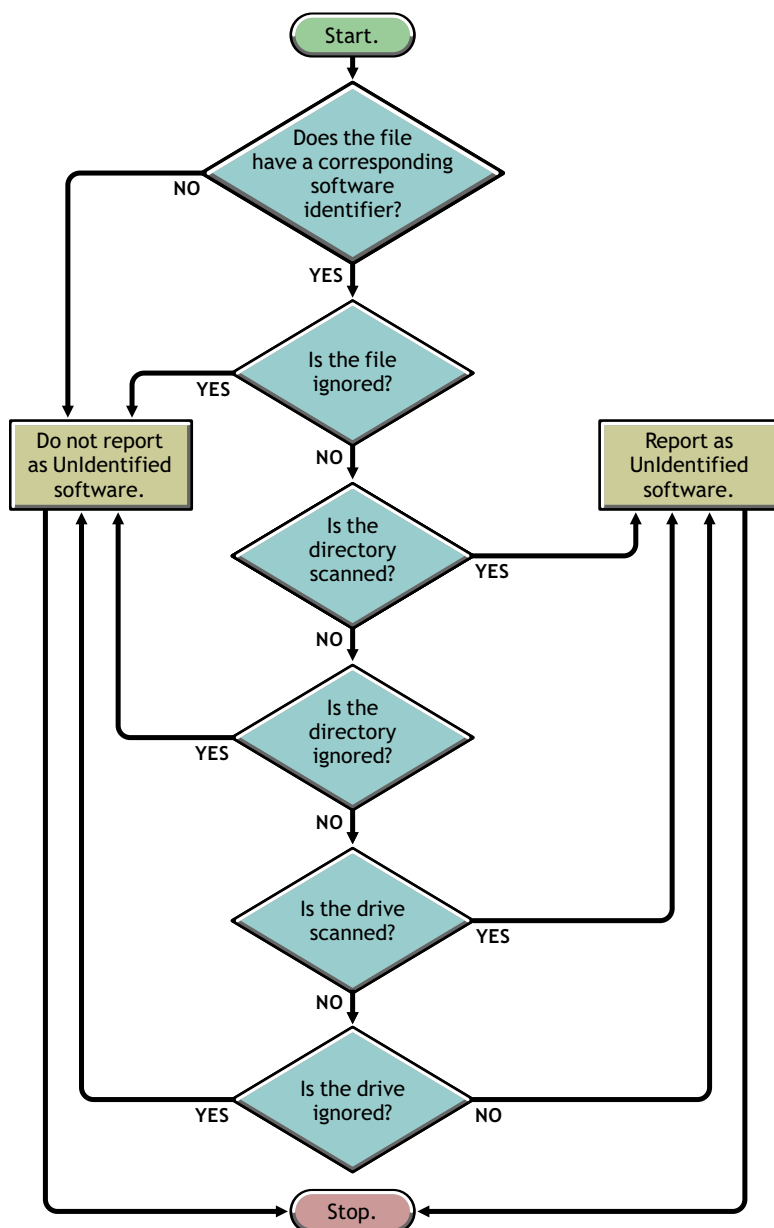 Start.
Does the file
have a corresponding
software
identifier?
NO
YES
Is the file
ignored?
YES
NO
Do not report
as UnIdentified
software.
Report as
UnIdentified
software.
Is the
directory
scanned?
YES
NO
Is the
directory
ignored?
YES
NO
Is the drive
scanned?
YES
NO
Is the drive
ignored?
YES
NO
Stop.